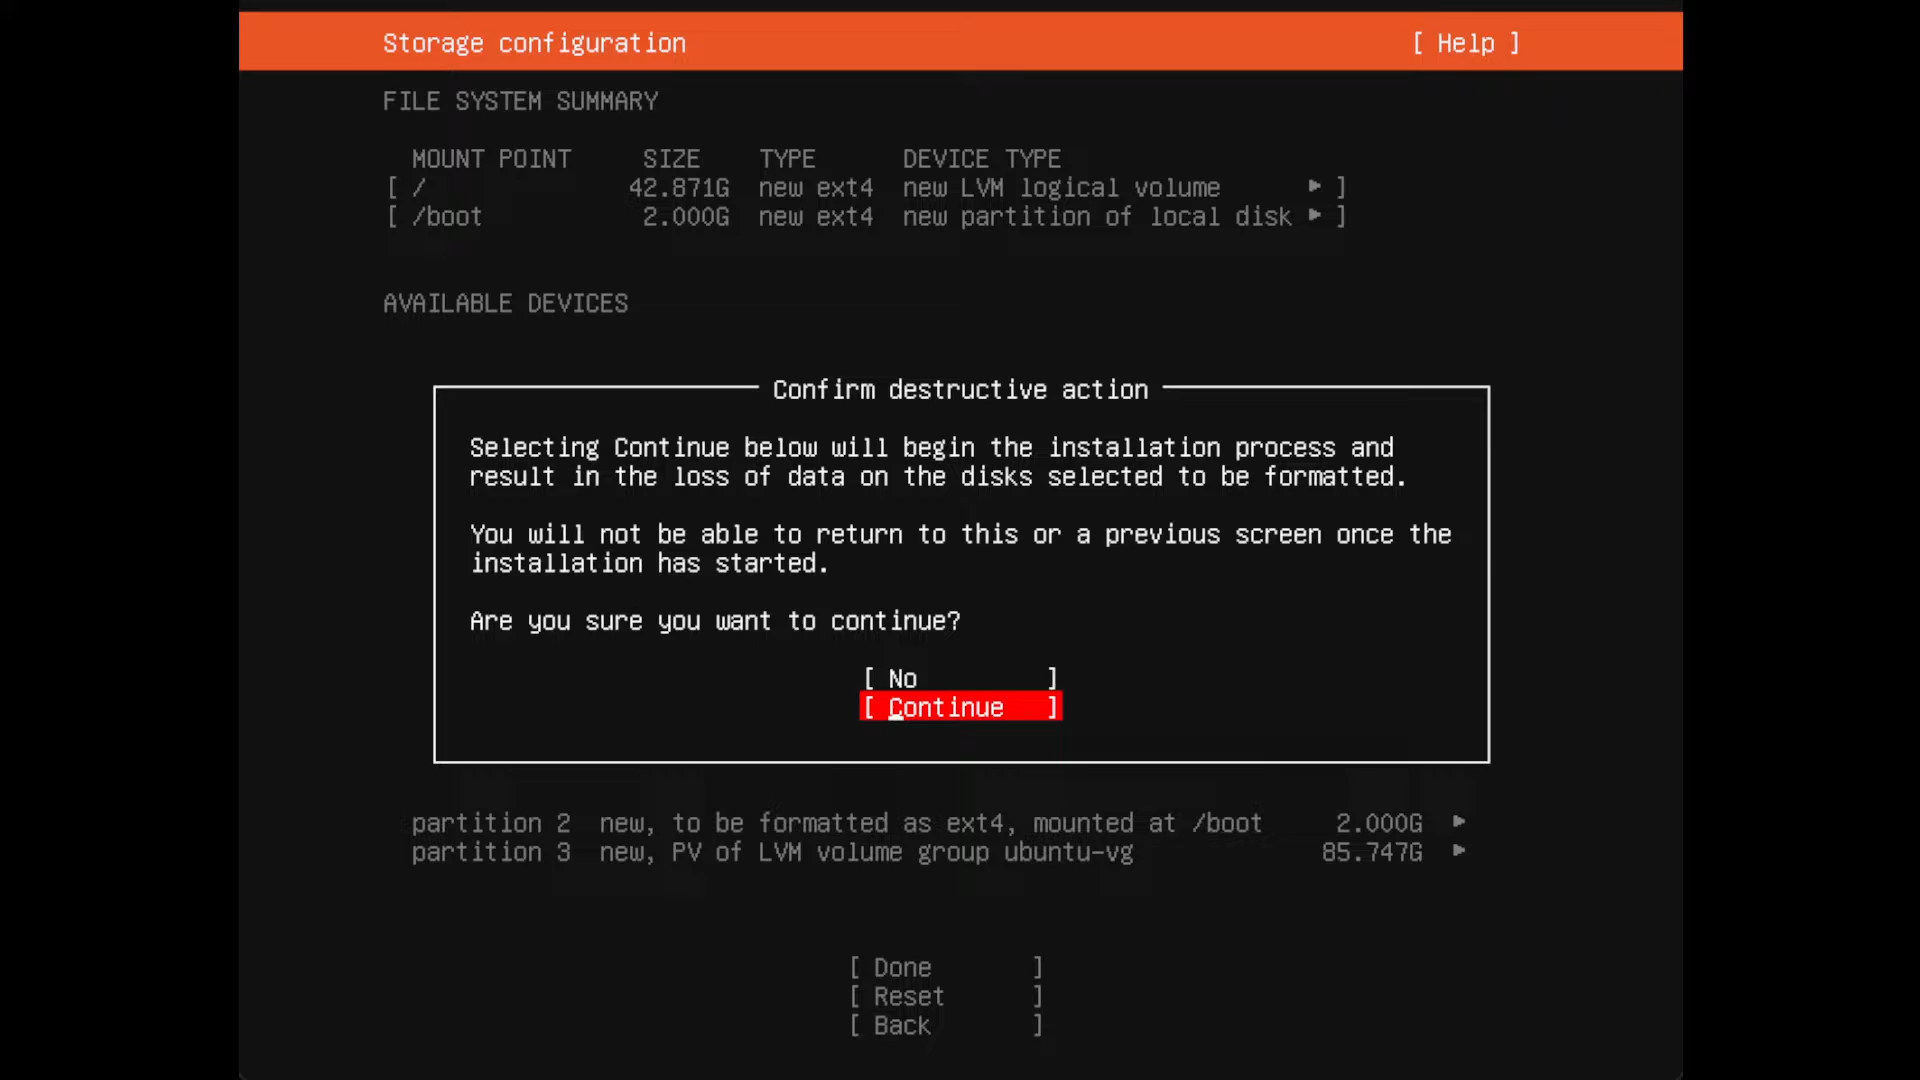 Storage configuration [ Help ]
FILE SYSTEM SUMMARY
MOUNT POINT SIZE TYPE DEVICE TYPE
[ / 42.871G new ext4 new LVM logical volume ▸ ]
[ /boot 2.000G new ext4 new partition of local disk ▸ ]
AVAILABLE DEVICES
Confirm destructive action
Selecting Continue below will begin the installation process and
result in the loss of data on the disks selected to be formatted.
You will not be able to return to this or a previous screen once the
installation has started.
Are you sure you want to continue?
[ No ]
[ Continue ]
partition 2 new, to be formatted as ext4, mounted at /boot 2.000G ▸
partition 3 new, PV of LVM volume group ubuntu-vg 85.747G ▸
[ Done ]
[ Reset ]
[ Back ]